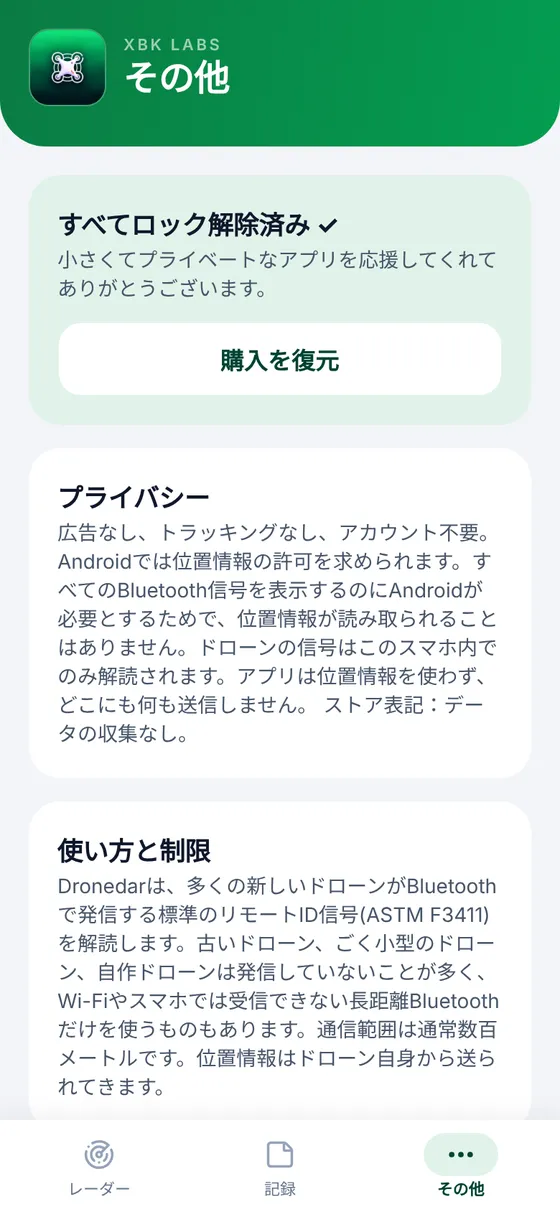 XBK LABS
その他
すべてロック解除済み ✓
小さくてプライベートなアプリを応援してくれて
ありがとうございます。
購入を復元
プライバシー
広告なし、トラッキングなし、アカウント不要。
Androidでは位置情報の許可を求められます。す
べてのBluetooth信号を表示するのにAndroidが
必要とするためで、位置情報が読み取られること
はありません。ドローンの信号はこのスマホ内で
のみ解読されます。アプリは位置情報を使わず、
どこにも何も送信しません。 ストア表記：デー
タの収集なし。
使い方と制限
Dronedarは、多くの新しいドローンがBluetooth
で発信する標準のリモートID信号(ASTM F3411)
を解読します。古いドローン、ごく小型のドロー
ン、自作ドローンは発信していないことが多く、
Wi-Fiやスマホでは受信できない長距離Bluetooth
だけを使うものもあります。通信範囲は通常数百
メートルです。位置情報はドローン自身から送ら
れてきます。
レーダー
記録
その他